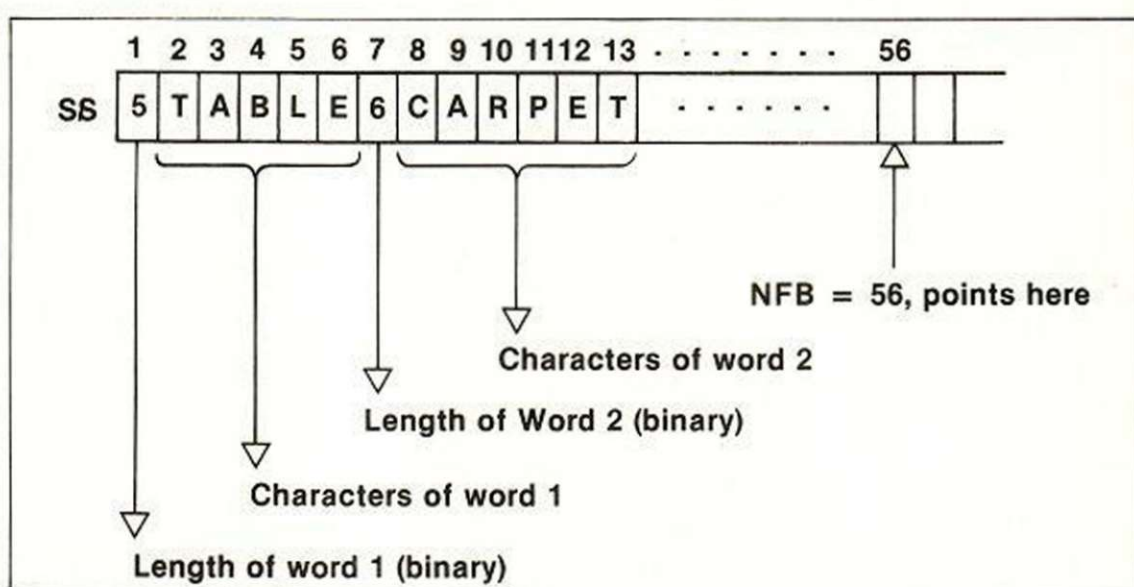 1 2 3 4 5 6 7 8 9 10 11 12 13 . . . . . . . 56
SS 5 T A B L E 6 C A R P E T . . . . . .
NFB = 56, points here
Characters of word 2
Length of Word 2 (binary)
Characters of word 1
Length of word 1 (binary)